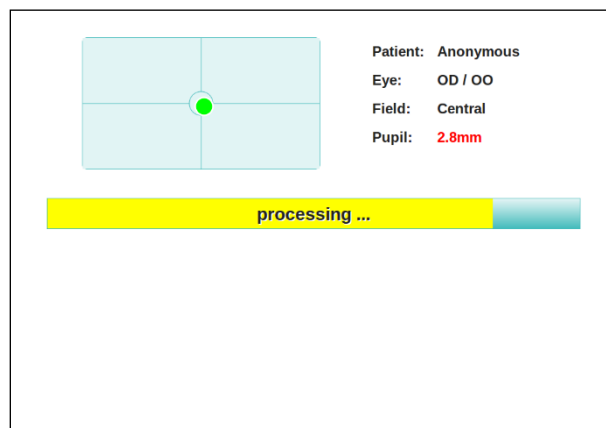 Patient: Anonymous
Eye: OD / OO
Field: Central
Pupil: 2.8mm
processing ...